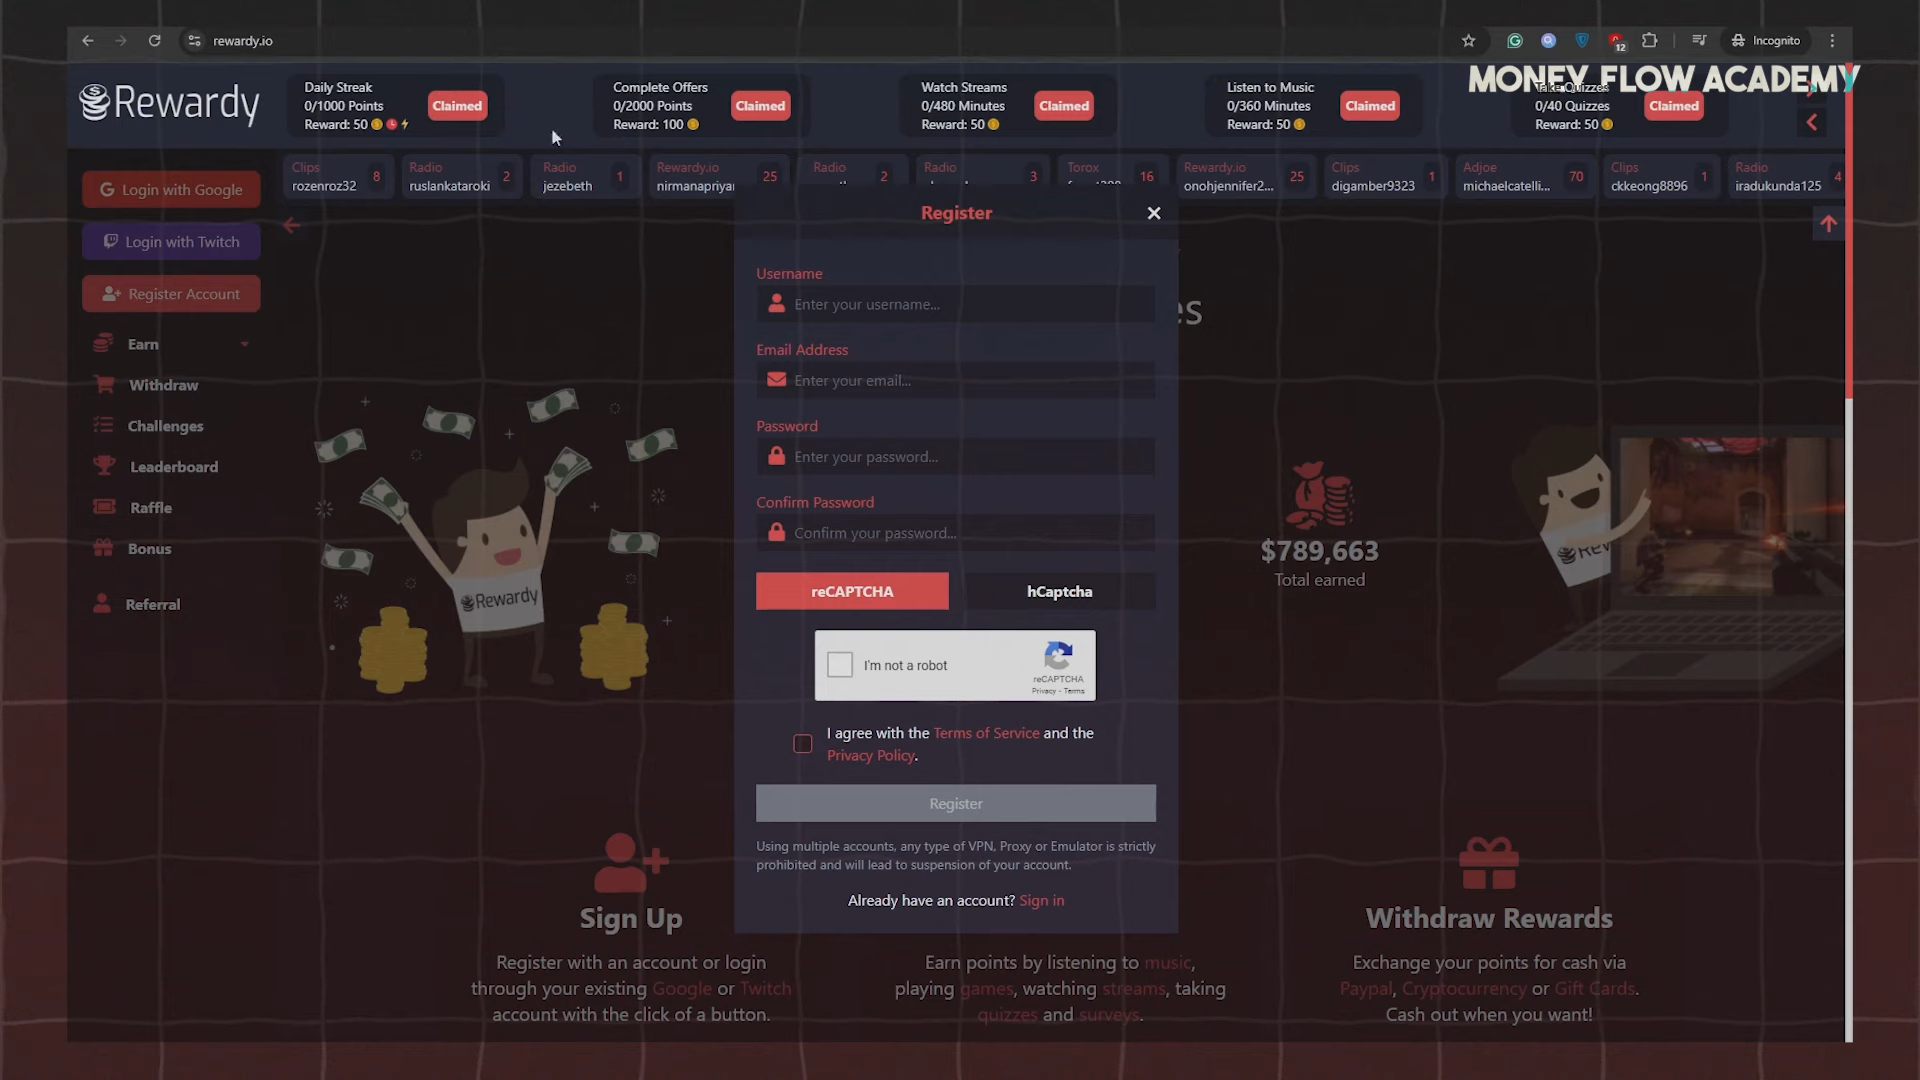 rewardy.io
12
Incognito
MONEY FLOW ACADEMY
Rewardy
Daily Streak
0/1000 Points
Reward: 50
Claimed
Complete Offers
0/2000 Points
Reward: 100
Claimed
Watch Streams
0/480 Minutes
Reward: 50
Claimed
Listen to Music
0/360 Minutes
Reward: 50
Claimed
Take Quizzes
0/40 Quizzes
Reward: 50
Claimed
Clips
rozenroz32
8
Radio
ruslankataroki
2
Radio
jezebeth
1
Rewardy.io
nirmanapriya
25
Radio
2
Radio
3
Torox
16
Rewardy.io
onohjennifer2...
25
Clips
digamber9323
1
Adjoe
michaelcatelli...
70
Clips
ckkeong8896
1
Radio
iradukunda125
4
Login with Google
Login with Twitch
Register Account
Earn
Withdraw
Challenges
Leaderboard
Raffle
Bonus
Referral
Register
Username
Enter your username...
Email Address
Enter your email...
Password
Enter your password...
Confirm Password
Confirm your password...
reCAPTCHA
hCaptcha
I'm not a robot
reCAPTCHA
Privacy - Terms
I agree with the Terms of Service and the
Privacy Policy.
Register
Using multiple accounts, any type of VPN, Proxy or Emulator is strictly
prohibited and will lead to suspension of your account.
Already have an account? Sign in
es
$789,663
Total earned
Rewardy
Rew
Sign Up
Register with an account or login
through your existing Google or Twitch
account with the click of a button.
Earn points by listening to music,
playing games, watching streams, taking
quizzes and surveys.
Withdraw Rewards
Exchange your points for cash via
Paypal, Cryptocurrency or Gift Cards.
Cash out when you want!